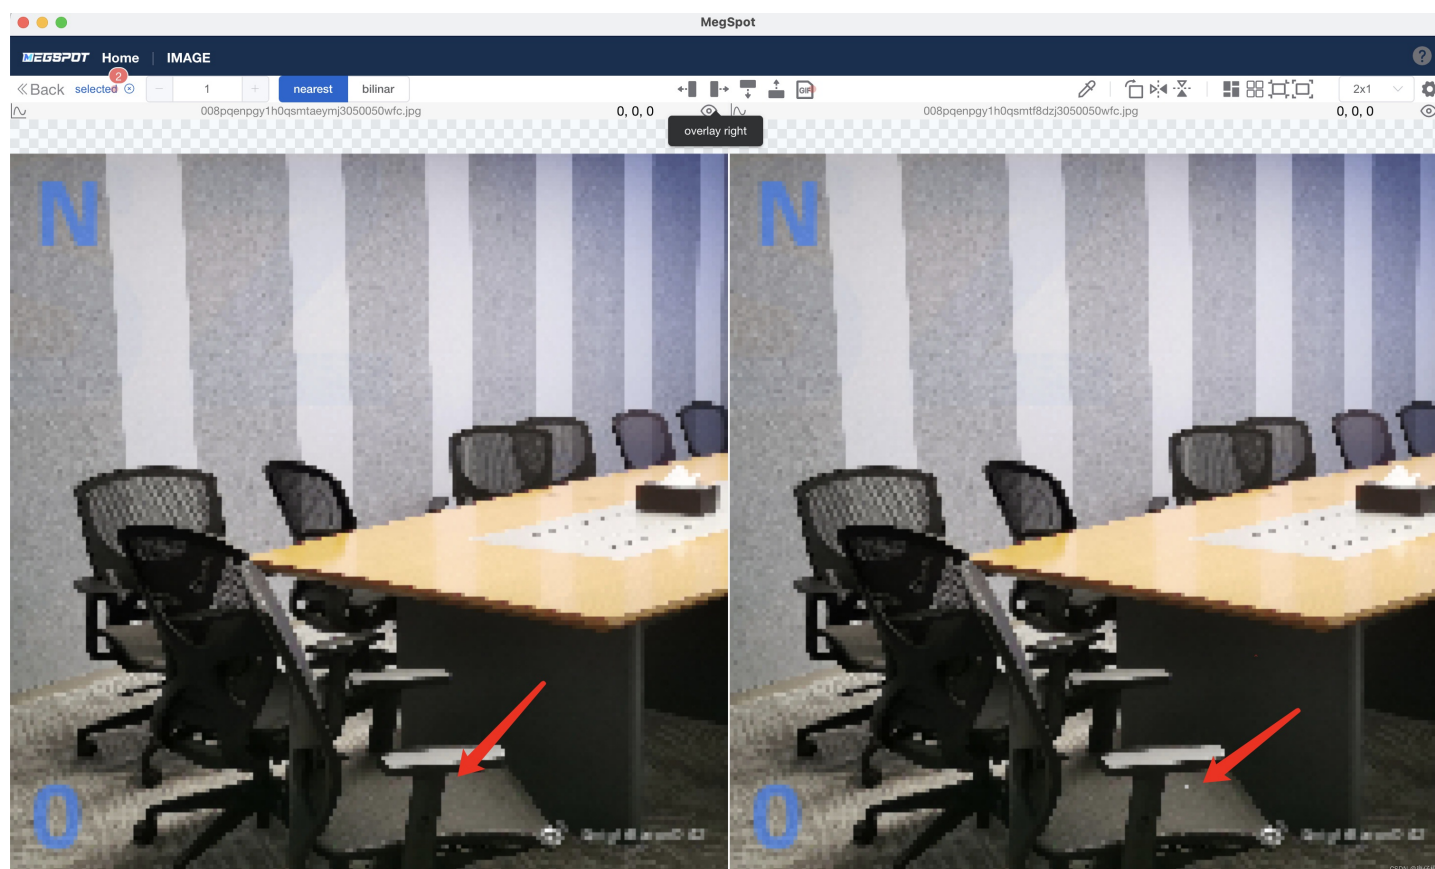 MegSpot
MEGSPOT Home IMAGE
?
Back selected 2 1 nearest bilinar GIF 2x1
008pqenpgy1h0qsmtaeymj3050050wfc.jpg 0, 0, 0 008pqenpgy1h0qsmtf8dzj3050050wfc.jpg 0, 0, 0
overlay right
N N
O O